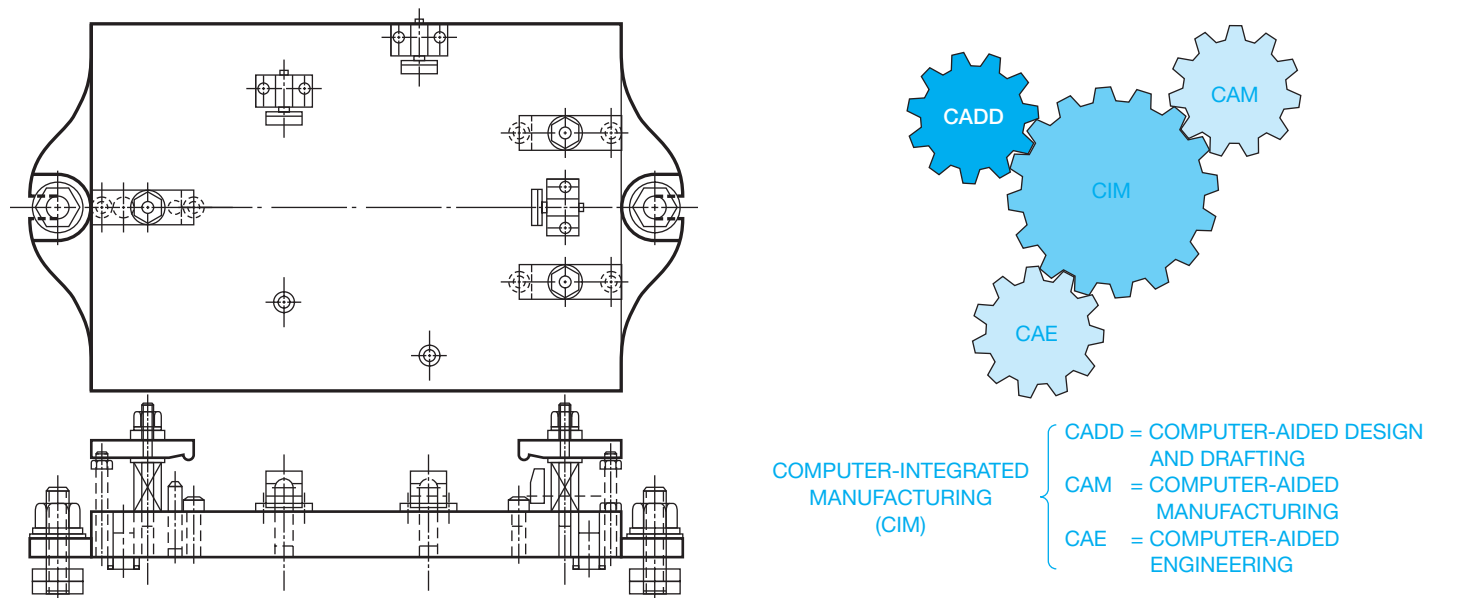 CADD
CAM
CIM
CAE
COMPUTER-INTEGRATED
MANUFACTURING
(CIM)
CADD = COMPUTER-AIDED DESIGN
AND DRAFTING
CAM = COMPUTER-AIDED
MANUFACTURING
CAE = COMPUTER-AIDED
ENGINEERING